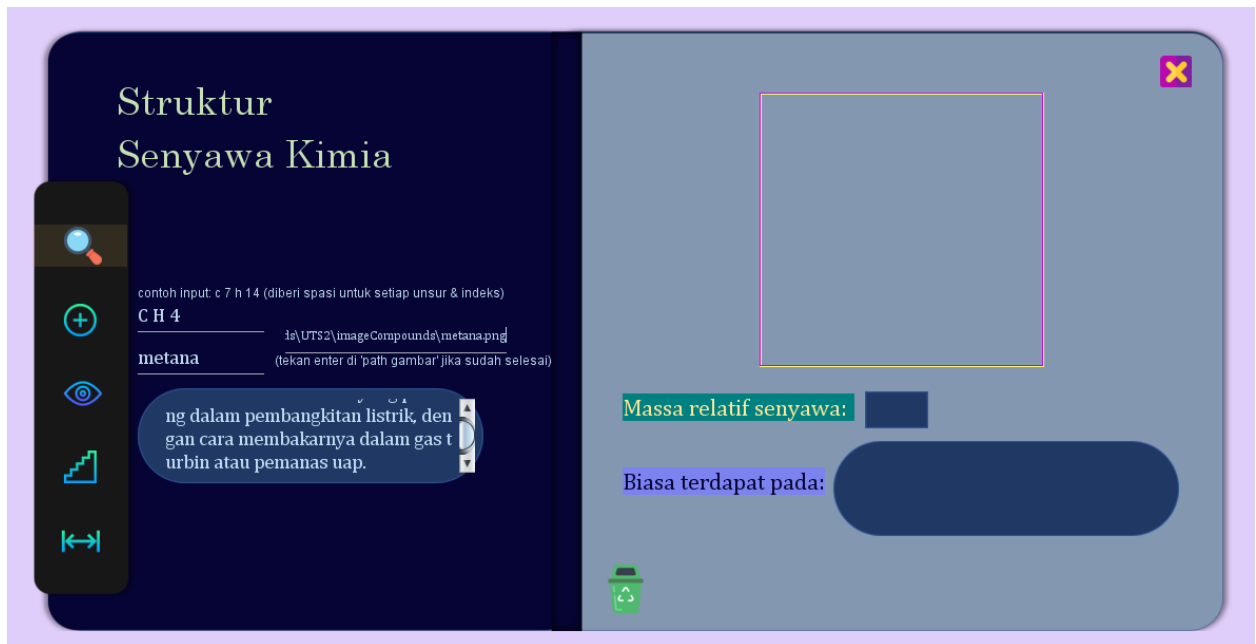 Struktur
Senyawa Kimia
contoh input: c 7 h 14 (diberi spasi untuk setiap unsur & indeks)
C H 4
ls\UTS2\imageCompounds\metana.png
metana
(tekan enter di 'path gambar' jika sudah selesai)
ng dalam pembangkitan listrik, den
gan cara membakarnya dalam gas t
urbin atau pemanas uap.
Massa relatif senyawa:
Biasa terdapat pada: